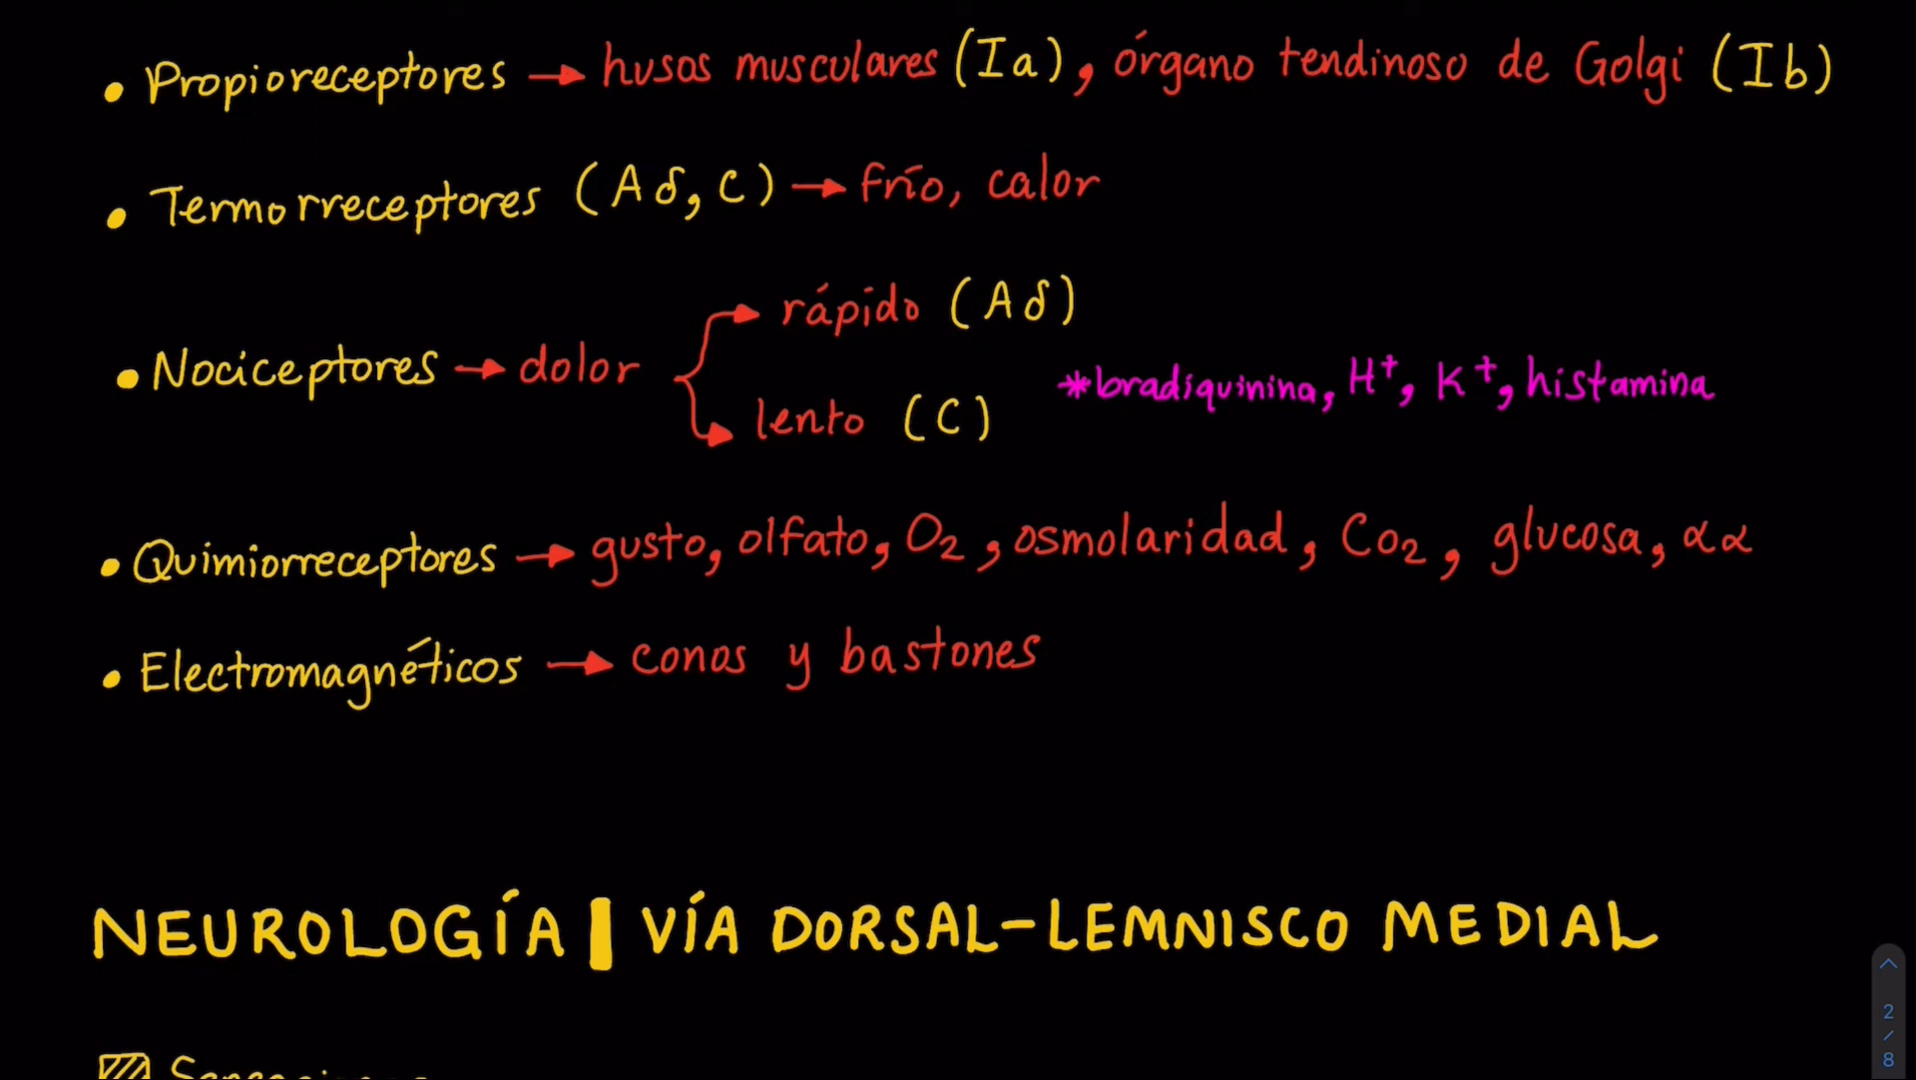 • Propioreceptores → husos musculares (Ia), órgano tendinoso de Golgi (Ib)
• Termorreceptores (Aδ, C) → frío, calor
rápido (Aδ)
• Nociceptores → dolor
*bradiquinina, H⁺, K⁺, histamina
lento (C)
• Quimiorreceptores → gusto, olfato, O₂, osmolaridad, Co₂, glucosa, αα
• Electromagnéticos → conos y bastones
NEUROLOGÍA | VÍA DORSAL-LEMNISCO MEDIAL
2
/
8